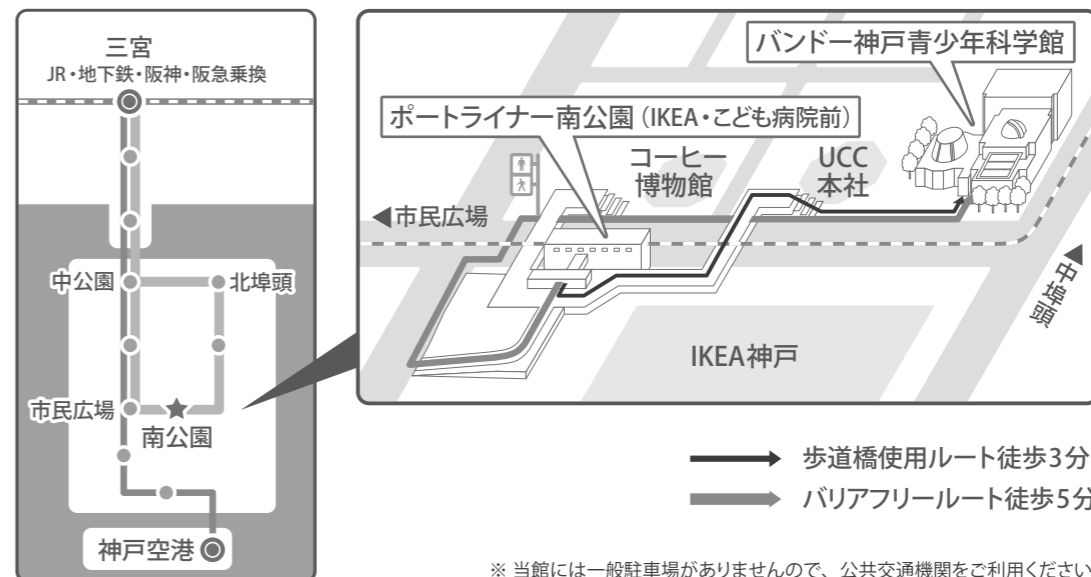 三宮
JR・地下鉄・阪神・阪急乗換
中公園
北埠頭
市民広場
南公園
神戸空港
バンドー神戸青少年科学館
ポートライナー南公園（IKEA・こども病院前）
コーヒー
博物館
UCC
本社
◀市民広場
◀中埠頭
IKEA神戸
歩道橋使用ルート徒歩3分
バリアフリールート徒歩5分
※ 当館には一般駐車場がありませんので、公共交通機関をご利用ください